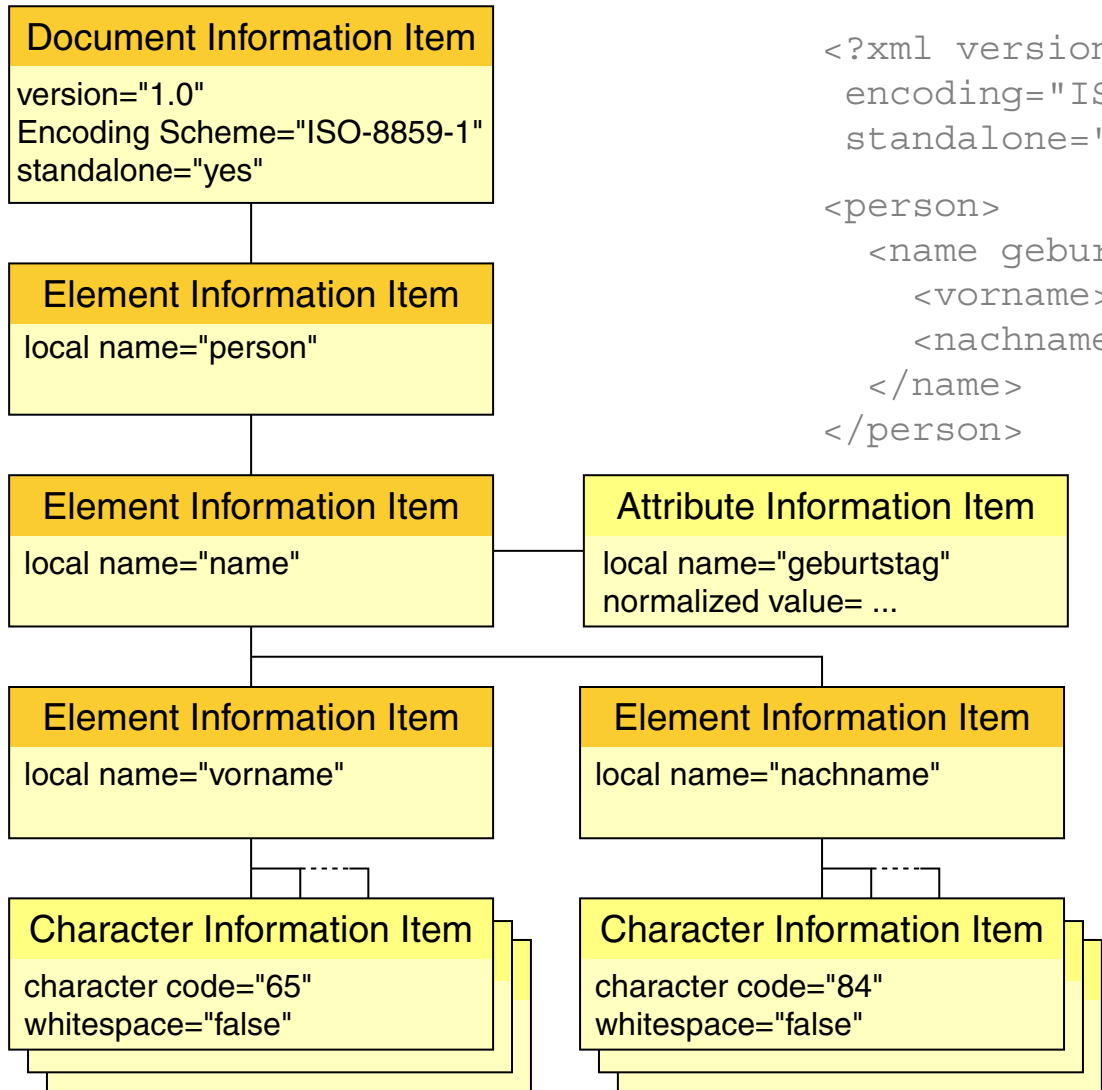 Document Information Item
version="1.0"
Encoding Scheme="ISO-8859-1"
standalone="yes"
<?xml version
encoding="IS
standalone="
<person>
<name gebur
<vorname>
<nachname
</name>
</person>
Element Information Item
local name="person"
Element Information Item
local name="name"
Attribute Information Item
local name="geburtstag"
normalized value= ...
Element Information Item
local name="vorname"
Element Information Item
local name="nachname"
Character Information Item
character code="65"
whitespace="false"
Character Information Item
character code="84"
whitespace="false"